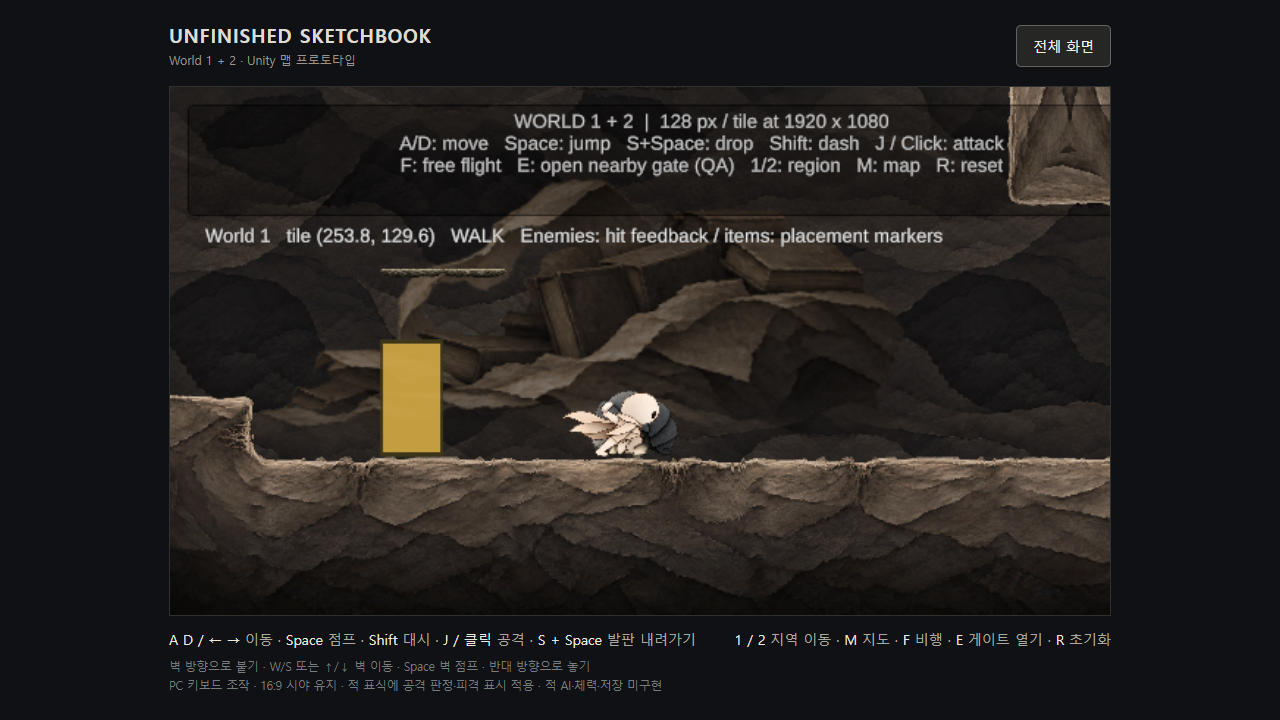 UNFINISHED SKETCHBOOK
World 1 + 2 · Unity 맵 프로토타입
전체 화면
WORLD 1 + 2 | 128 px / tile at 1920 x 1080
A/D: move Space: jump S+Space: drop Shift: dash J / Click: attack
F: free flight E: open nearby gate (QA) 1/2: region M: map R: reset
World 1 tile (253.8, 129.6) WALK Enemies: hit feedback / items: placement markers
A D / ← → 이동 · Space 점프 · Shift 대시 · J / 클릭 공격 · S + Space 발판 내려가기
1 / 2 지역 이동 · M 지도 · F 비행 · E 게이트 열기 · R 초기화
벽 방향으로 붙기 · W/S 또는 ↑/↓ 벽 이동 · Space 벽 점프 · 반대 방향으로 놓기
PC 키보드 조작 · 16:9 시야 유지 · 적 표식에 공격 판정·피격 표시 적용 · 적 AI·체력·저장 미구현